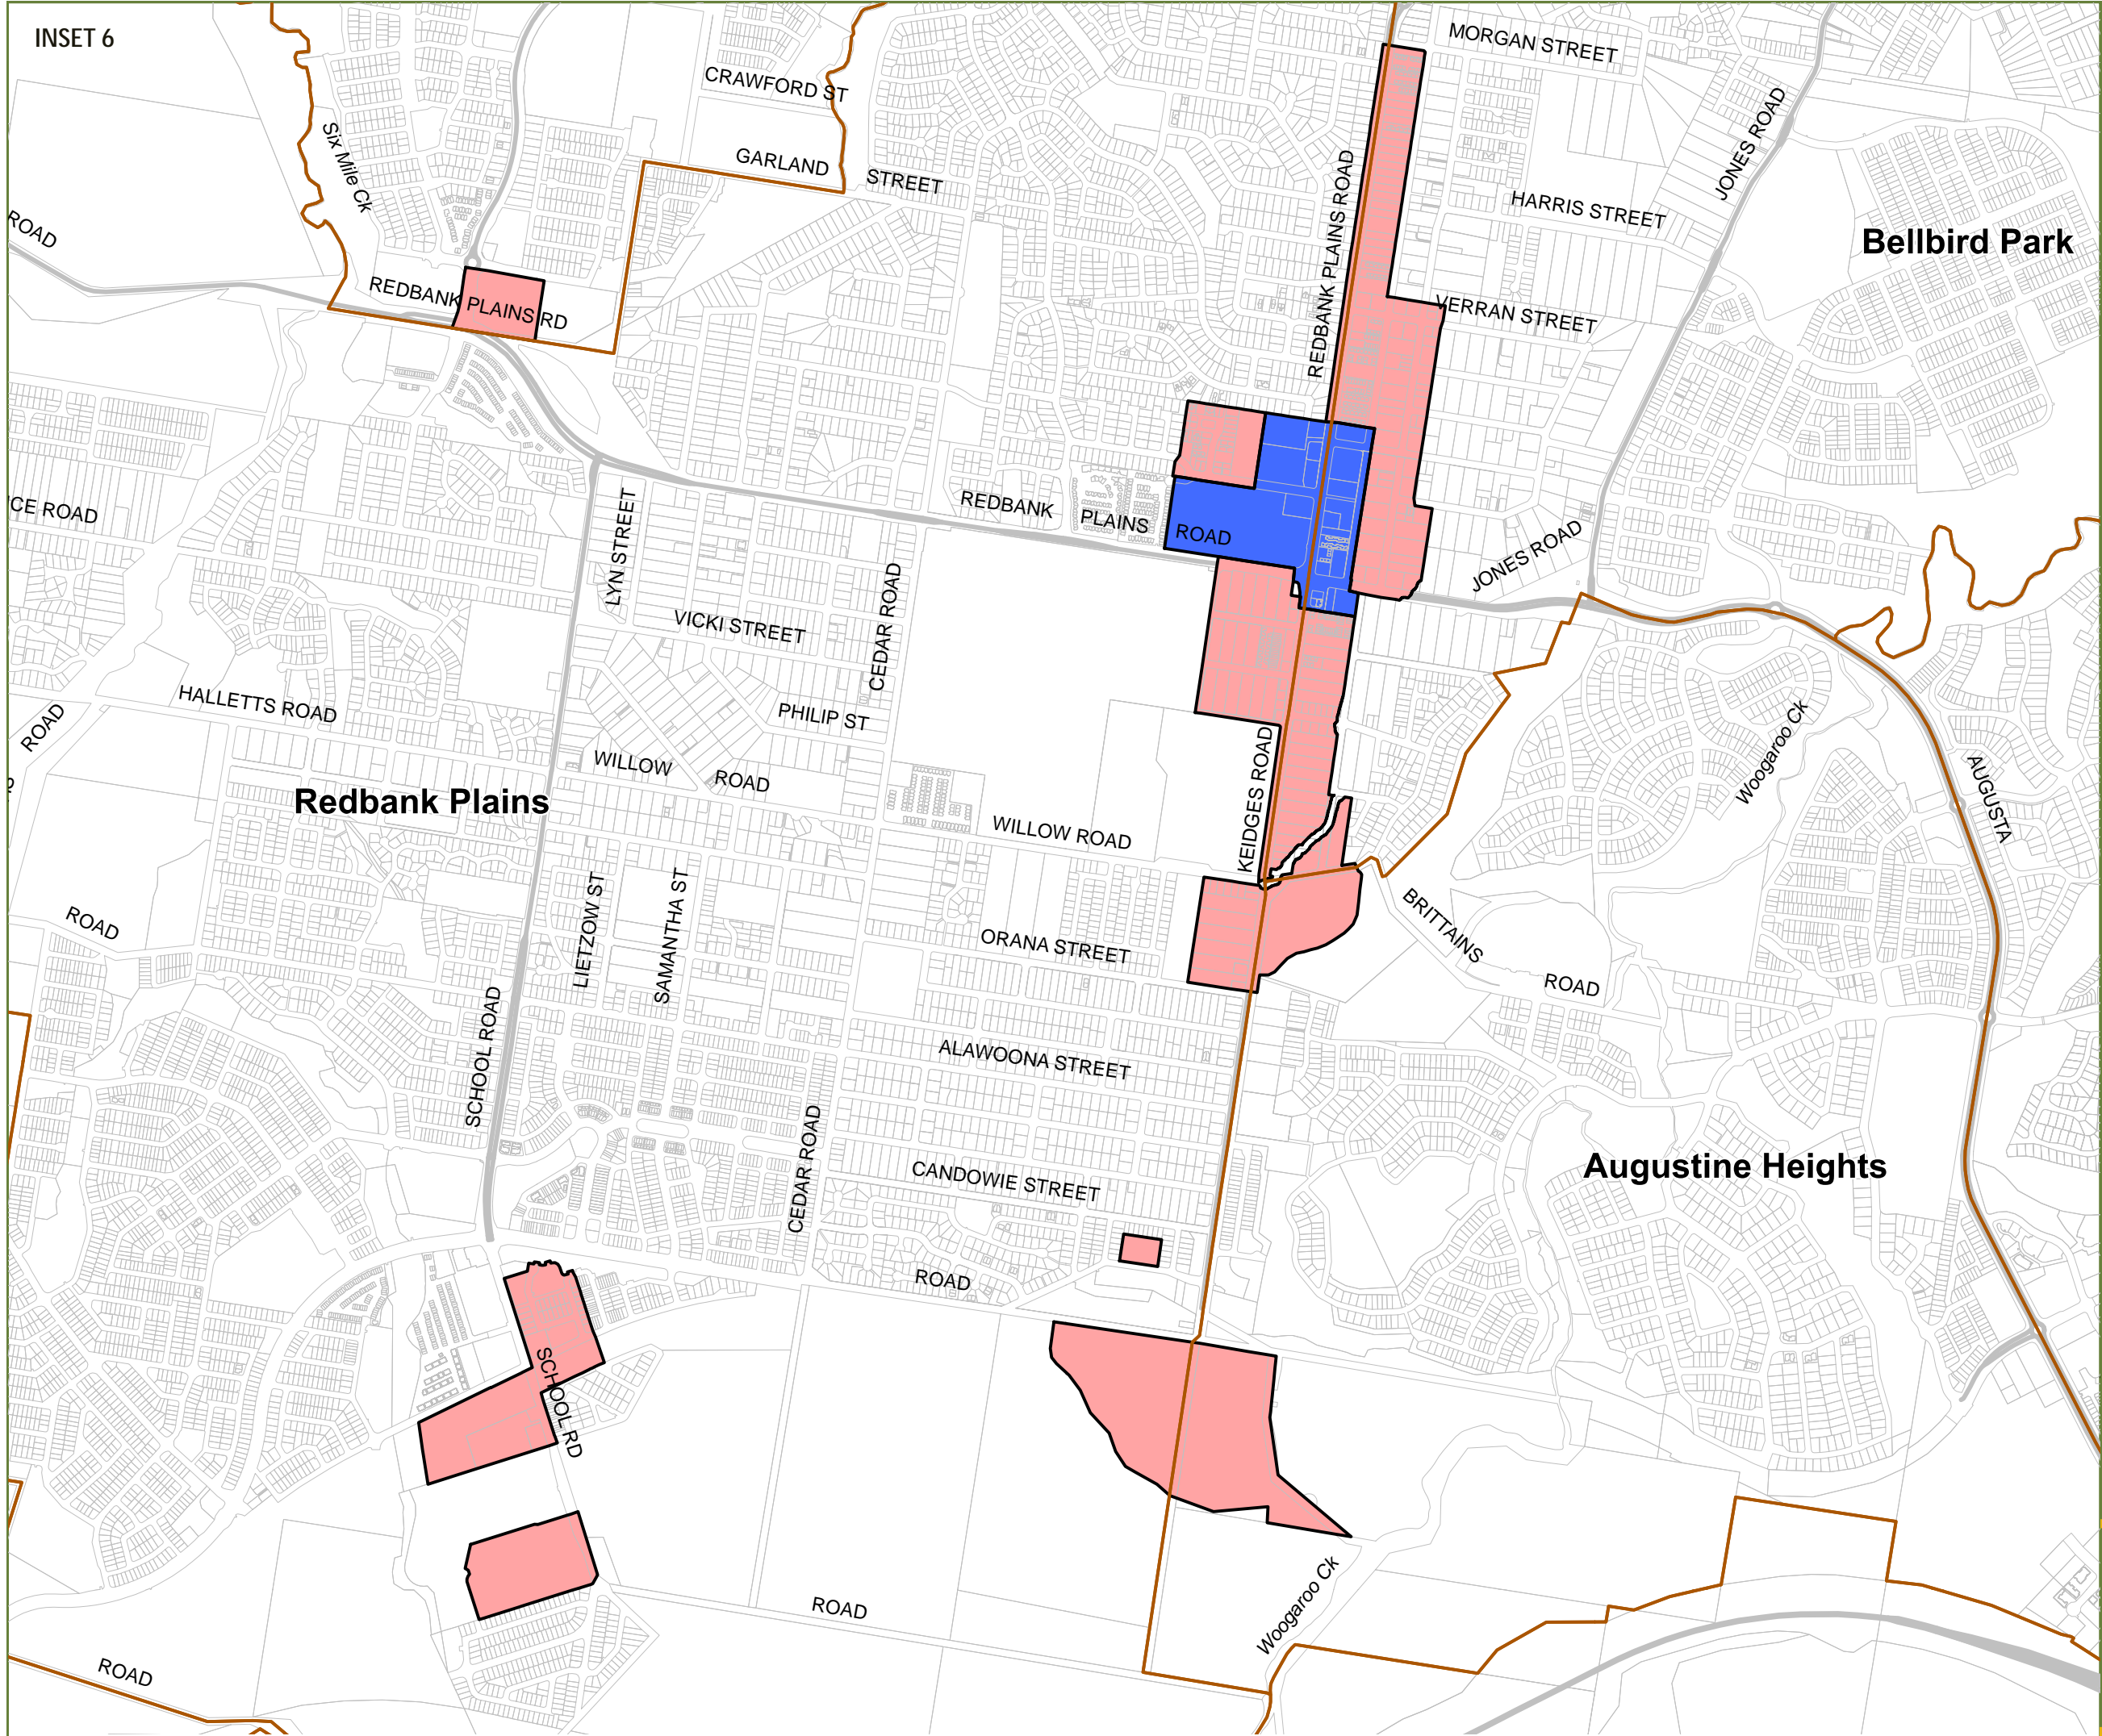 INSET 6
MORGAN STREET
CRAWFORD ST
JONES ROAD
Six Mile Ck
GARLAND
STREET
REDBANK PLAINS ROAD
HARRIS STREET
ROAD
Bellbird Park
REDBANK PLAINS RD
VERRAN STREET
CE ROAD
LYN STREET
REDBANK
PLAINS
ROAD
JONES ROAD
CEDAR ROAD
VICKI STREET
HALLETTS ROAD
PHILIP ST
ROAD
WILLOW
ROAD
KEIDGES ROAD
Woogaroo Ck
AUGUSTA
Redbank Plains
WILLOW ROAD
LIETZOW ST
SAMANTHA ST
ROAD
ORANA STREET
BRITTAINS
ROAD
SCHOOL ROAD
ALAWOONA STREET
CEDAR ROAD
CANDOWIE STREET
Augustine Heights
ROAD
SCHOOL RD
ROAD
Woogaroo Ck
ROAD